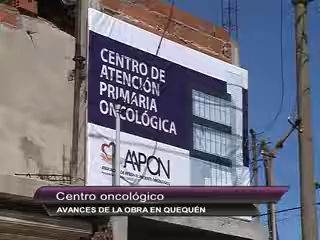 CENTRO DE
ATENCIÓN
PRIMARIA
ONCOLÓGICA
AAPON
Centro oncológico
AVANCES DE LA OBRA EN QUEQUÉN